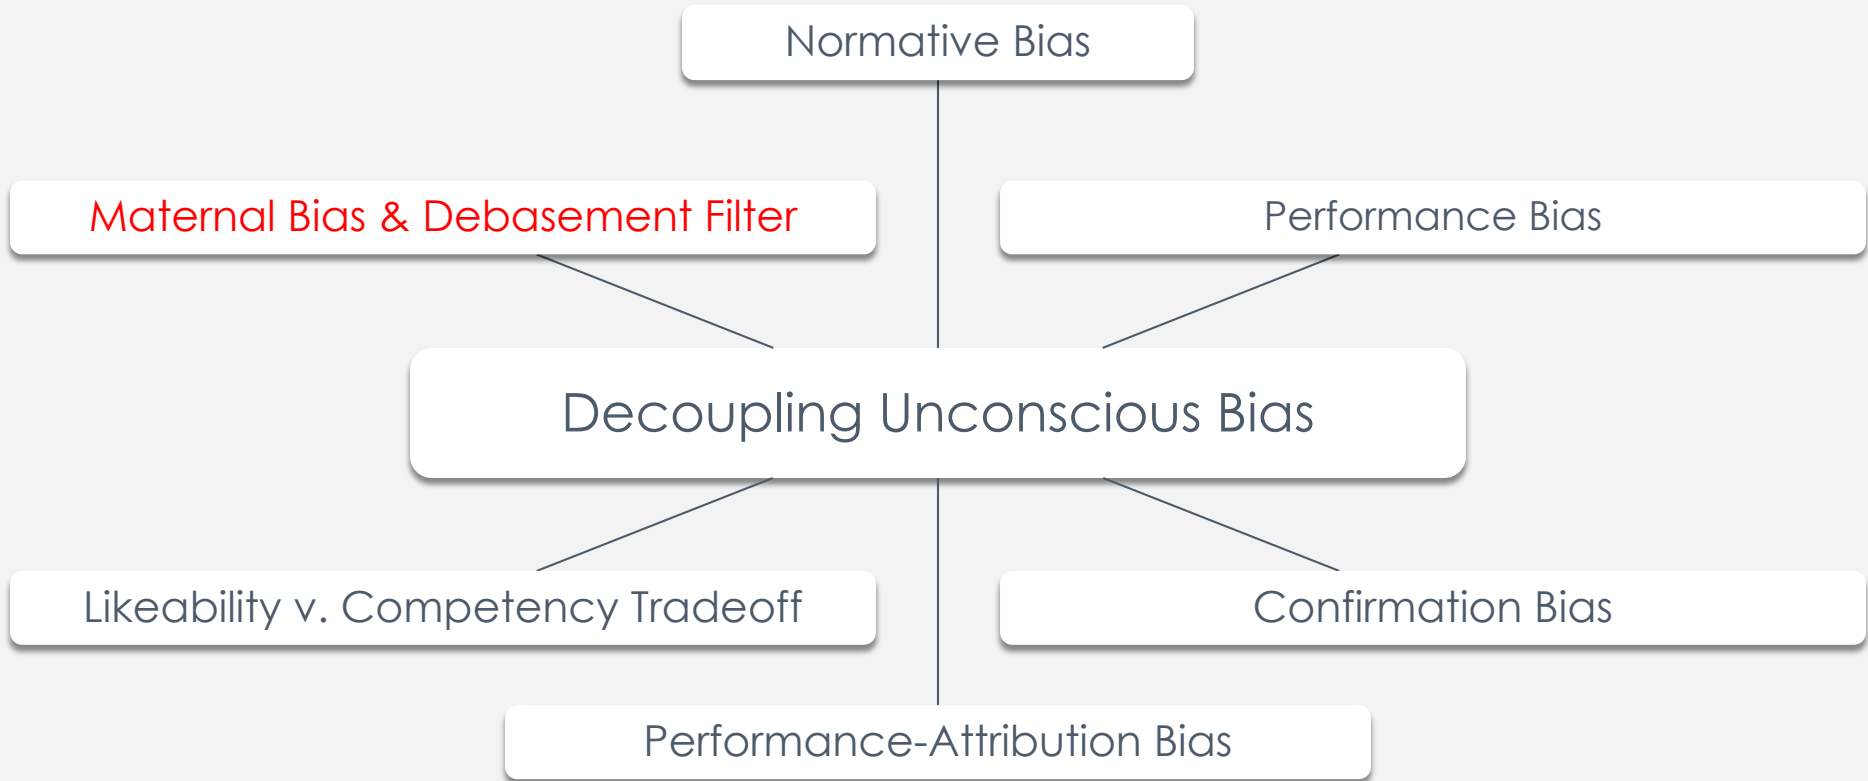 Normative Bias
Maternal Bias & Debasement Filter
Performance Bias
Decoupling Unconscious Bias
Likeability v. Competency Tradeoff
Confirmation Bias
Performance-Attribution Bias